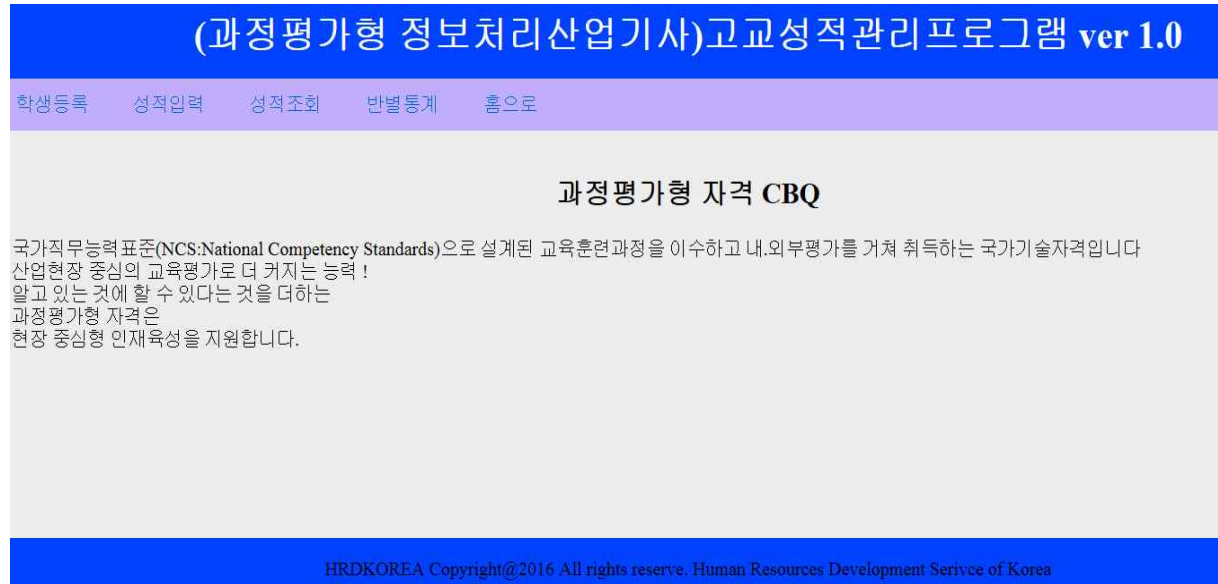 (과정평가형 정보처리산업기사)고교성적관리프로그램 ver 1.0
학생등록 성적입력 성적조회 반별통계 홈으로
과정평가형 자격 CBQ
국가직무능력표준(NCS:National Competency Standards)으로 설계된 교육훈련과정을 이수하고 내.외부평가를 거쳐 취득하는 국가기술자격입니다
산업현장 중심의 교육평가로 더 커지는 능력 !
알고 있는 것에 할 수 있다는 것을 더하는
과정평가형 자격은
현장 중심형 인재육성을 지원합니다.
HRDKOREA Copyright@2016 All rights reserve. Human Resources Development Serivce of Korea